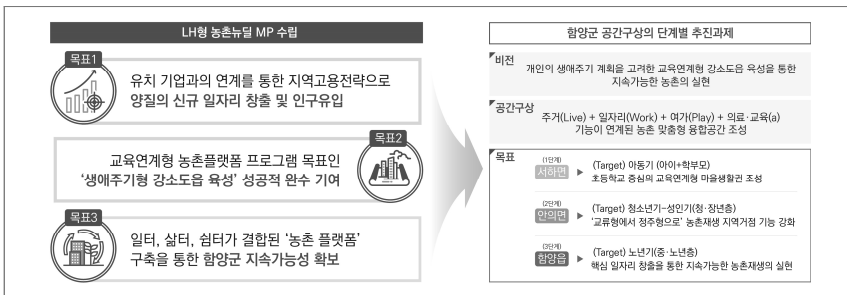 LH형 농촌뉴딜 MP 수립
목표1
유치 기업과의 연계를 통한 지역고용전략으로
양질의 신규 일자리 창출 및 인구유입
목표2
교육연계형 농촌플랫폼 프로그램 목표인
‘생애주기형 강소도읍 육성’ 성공적 완수 기여
목표3
일터, 삶터, 쉼터가 결합된 ‘농촌 플랫폼’
구축을 통한 함양군 지속가능성 확보
함양군 공간구상의 단계별 추진과제
비전
개인이 생애주기 계획을 고려한 교육연계형 강소도읍 육성을 통한
지속가능한 농촌의 실현
공간구상
주거(Live) + 일자리(Work) + 여가(Play) + 의료·교육(a)
기능이 연계된 농촌 맞춤형 융합공간 조성
목표
(1단계)
서하면 ▶ (Target) 아동기 (아이+학부모)
초등학교 중심의 교육연계형 마을생활권 조성
(2단계)
안의면 ▶ (Target) 청소년기-성인기(청·장년층)
‘교류형에서 정주형으로’ 농촌재생 지역거점 기능 강화
(3단계)
함양읍 ▶ (Target) 노년기(중·노년층)
핵심 일자리 창출을 통한 지속가능한 농촌재생의 실현